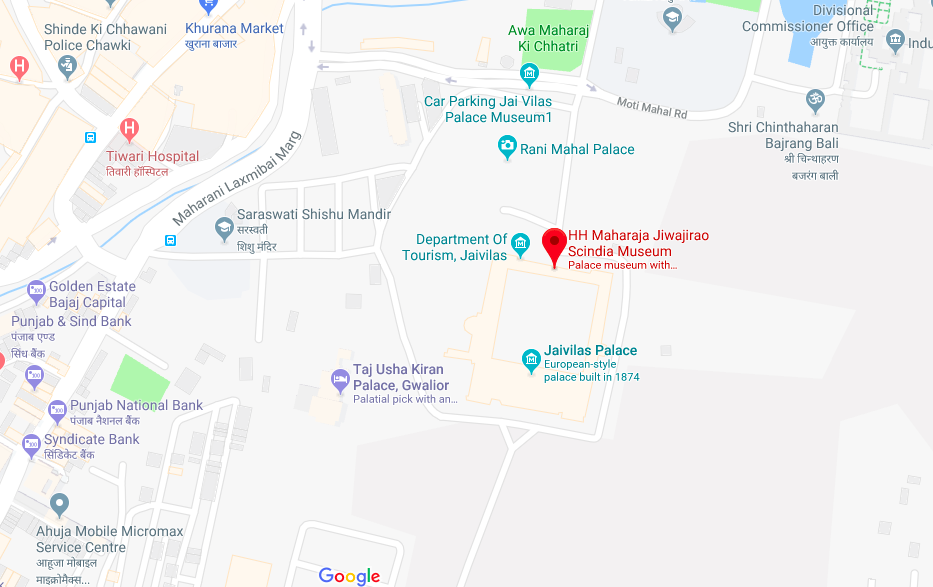 Shinde Ki Chhawani
Police Chawki
Khurana Market
खुराना बाजार
Awa Maharaj
Ki Chhatri
Divisional
Commissioner Office
आयुक्त कार्यालय
Indu
H
H
Tiwari Hospital
तिवारी हॉस्पिटल
Car Parking Jai Vilas
Palace Museum1
Moti Mahal Rd
Shri Chinthaharan
Bajrang Bali
श्री चिन्ताहरण
बजरंग बाली
Rani Mahal Palace
Maharani Laxmibai Marg
Saraswati Shishu Mandir
सरस्वती
शिशु मंदिर
Department Of
Tourism, Jaivilas
HH Maharaja Jiwajirao
Scindia Museum
Palace museum with...
Golden Estate
Bajaj Capital
Punjab & Sind Bank
पंजाब एण्ड
सिंध बैंक
Jaivilas Palace
European-style
palace built in 1874
Taj Usha Kiran
Palace, Gwalior
Palatial pick with an...
Punjab National Bank
पंजाब नैशनल बैंक
Syndicate Bank
सिंडिकेट बैंक
Ahuja Mobile Micromax
Service Centre
आहूजा मोबाइल
माइक्रोमैक्स...
Google